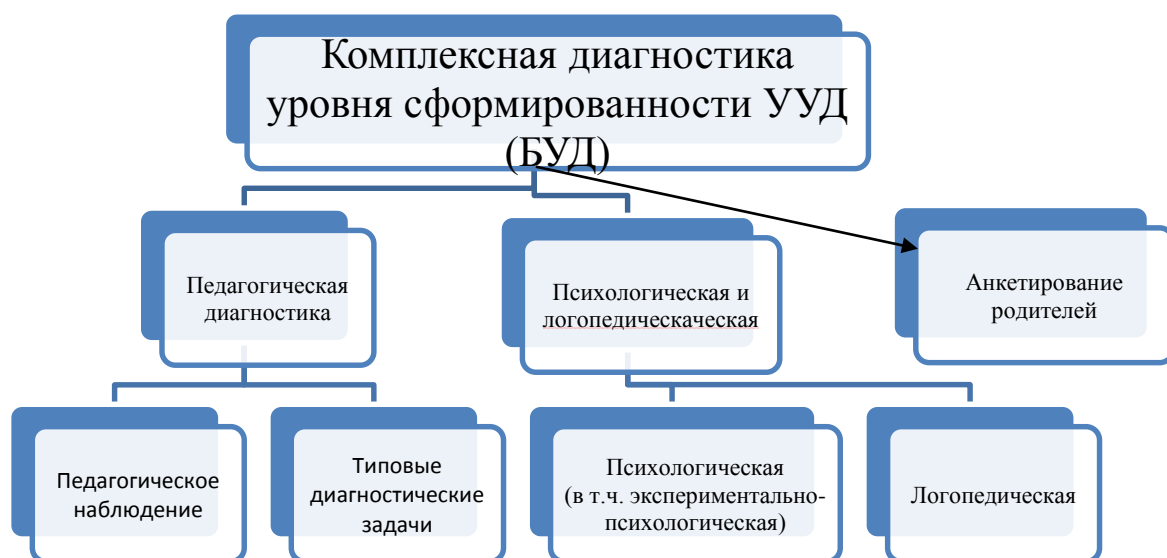 Комплексная диагностика
уровня сформированности УУД
(БУД)
Педагогическая
диагностика
Психологическая и
логопедическаческая
Анкетирование
родителей
Педагогическое
наблюдение
Типовые
диагностические
задачи
Психологическая
(в т.ч. экспериментально-
психологическая)
Логопедическая